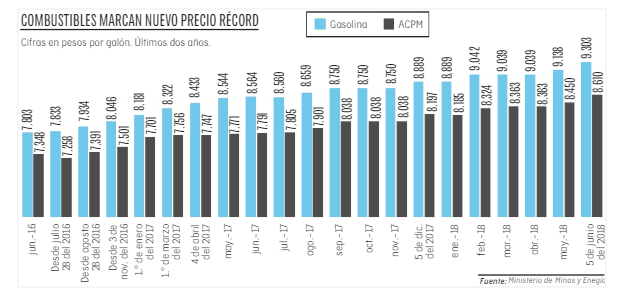 COMBUSTIBLES MARCAN NUEVO PRECIO RÉCORD
Gasolina
ACPM
Cifras en pesos por galón. Últimos dos años.
7.803
7.348
7.833
7.258
7.934
7.391
8.046
7.501
8.181
7.701
8.322
7.756
8.433
7.747
8.544
7.771
8.564
7.791
8.560
7.805
8.659
7.901
8.750
8.038
8.750
8.038
8.750
8.038
8.889
8.197
8.889
8.185
9.042
8.324
9.039
8.363
9.039
8.363
9.138
8.450
9.303
8.610
jun.-16
Desde julio
28 del 2016
Desde agosto
28 del 2016
Desde 3 de
nov. del 2016
1.° de enero
del 2017
1.° de marzo
del 2017
4 de abril
del 2017
may.-17
jun.-17
jul.-17
ago.-17
sep.-17
oct.-17
nov.-17
5 de dic.
del 2017
ene.-18
feb.-18
mar.-18
abr.-18
may.-18
5 de junio
del 2018
Fuente: Ministerio de Minas y Enegía